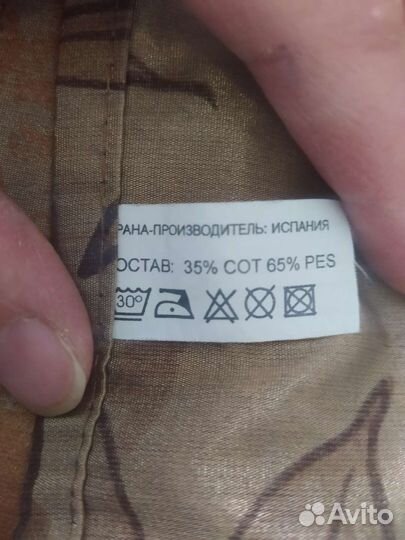 РАНА-ПРОИЗВОДИТЕЛЬ: ИСПАНИЯ
ОСТАВ: 35% COT 65% PES
30°
Avito